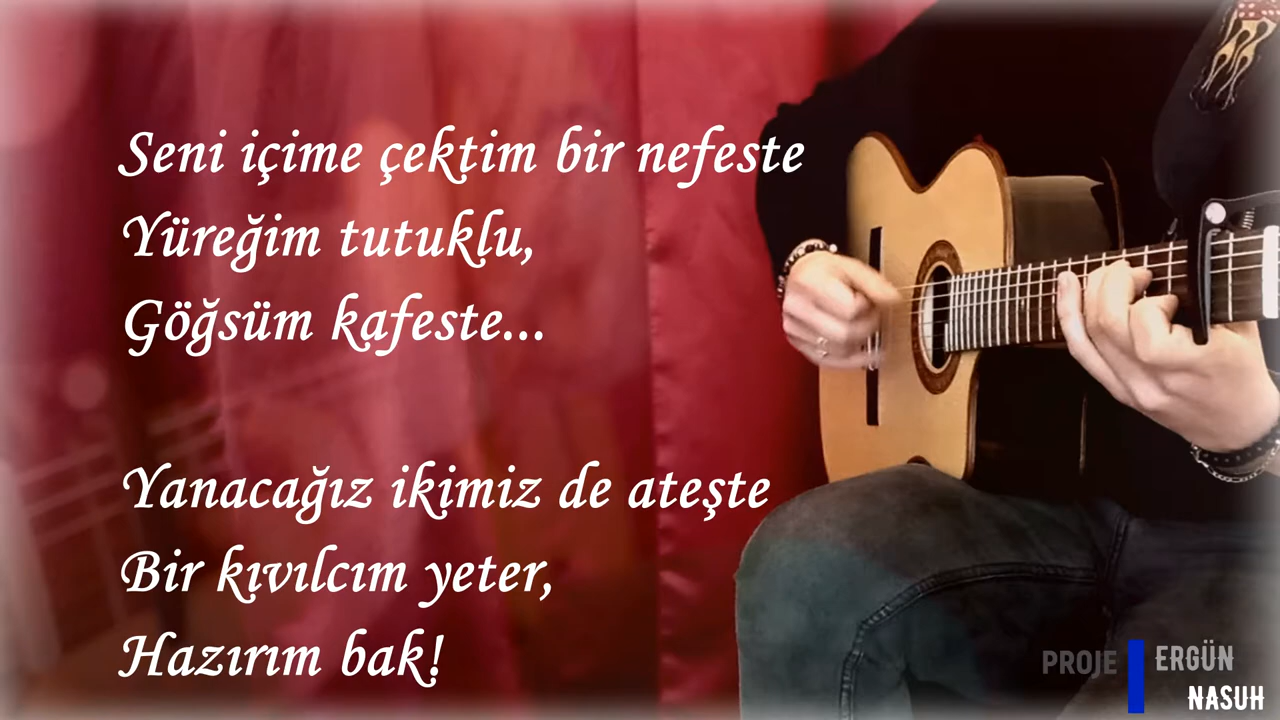 Seni içime çektim bir nefeste
Yüreğim tutuklu,
Göğsüm kafeste...
Yanacağız ikimiz de ateşte
Bir kıvılcım yeter,
Hazırım bak!
PROJE ERGÜN
NASUH